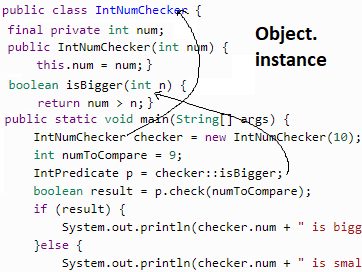 public class IntNumChecker {
final private int num;
public IntNumChecker(int num) {
this.num = num; }
Object.
instance
boolean isBigger(int n) {
return num > n; }
public static void main(String[] args) {
IntNumChecker checker = new IntNumChecker(10);
int numToCompare = 9;
IntPredicate p = checker::isBigger;
boolean result = p.check(numToCompare);
if (result) {
System.out.println(checker.num + " is bigg
}else {
System.out.println(checker.num + " is smal